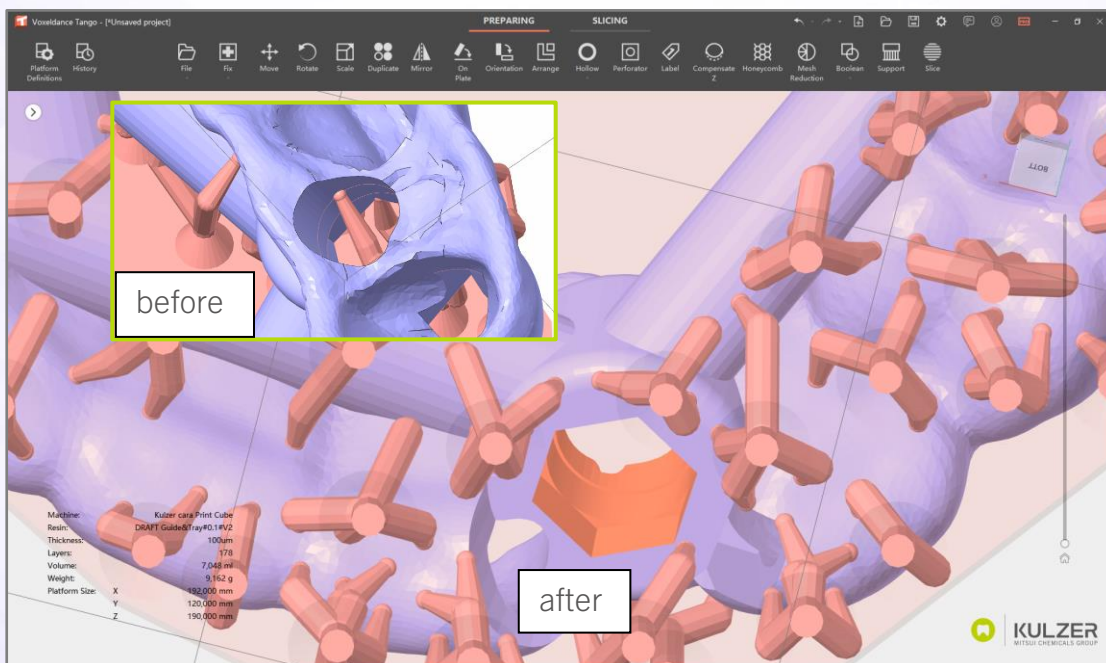 Voxeldance Tango - [*Unsaved project]
PREPARING
SLICING
Platform Definitions
History
File
Fix
Move
Rotate
Scale
Duplicate
Mirror
On Plate
Orientation
Arrange
Hollow
Perforator
Label
Compensate Z
Honeycomb
Mesh Reduction
Boolean
Support
Slice
before
BOTT
Machine: Kulzer cara Print Cube
Resin: DRAFT Guide&Tray#0.1#V2
Thickness: 100um
Layers: 178
Volume: 7,048 ml
Weight: 9,162 g
Platform Size: X 192,000 mm
Y 120,000 mm
Z 190,000 mm
after
KULZER
MITSUI CHEMICALS GROUP